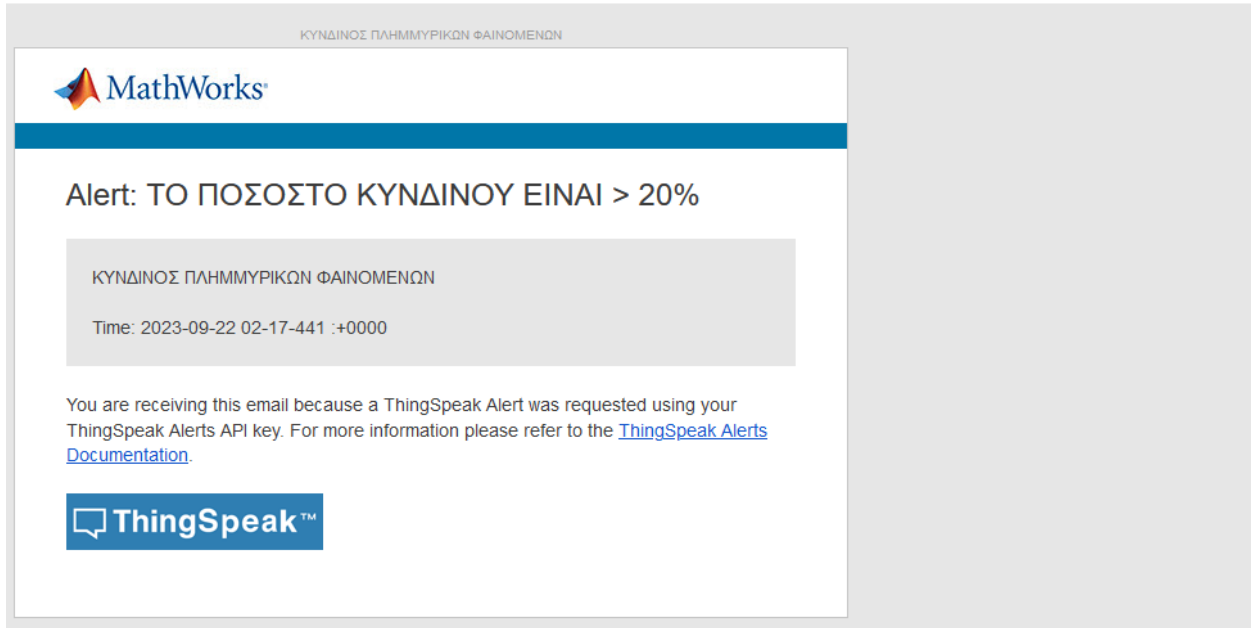 ΚΥΝΔΙΝΟΣ ΠΛΗΜΜΥΡΙΚΩΝ ΦΑΙΝΟΜΕΝΩΝ
MathWorks®
Alert: ΤΟ ΠΟΣΟΣΤΟ ΚΥΝΔΙΝΟΥ ΕΙΝΑΙ > 20%
ΚΥΝΔΙΝΟΣ ΠΛΗΜΜΥΡΙΚΩΝ ΦΑΙΝΟΜΕΝΩΝ
Time: 2023-09-22 02-17-441 :+0000
You are receiving this email because a ThingSpeak Alert was requested using your
ThingSpeak Alerts API key. For more information please refer to the ThingSpeak Alerts
Documentation.
ThingSpeak™